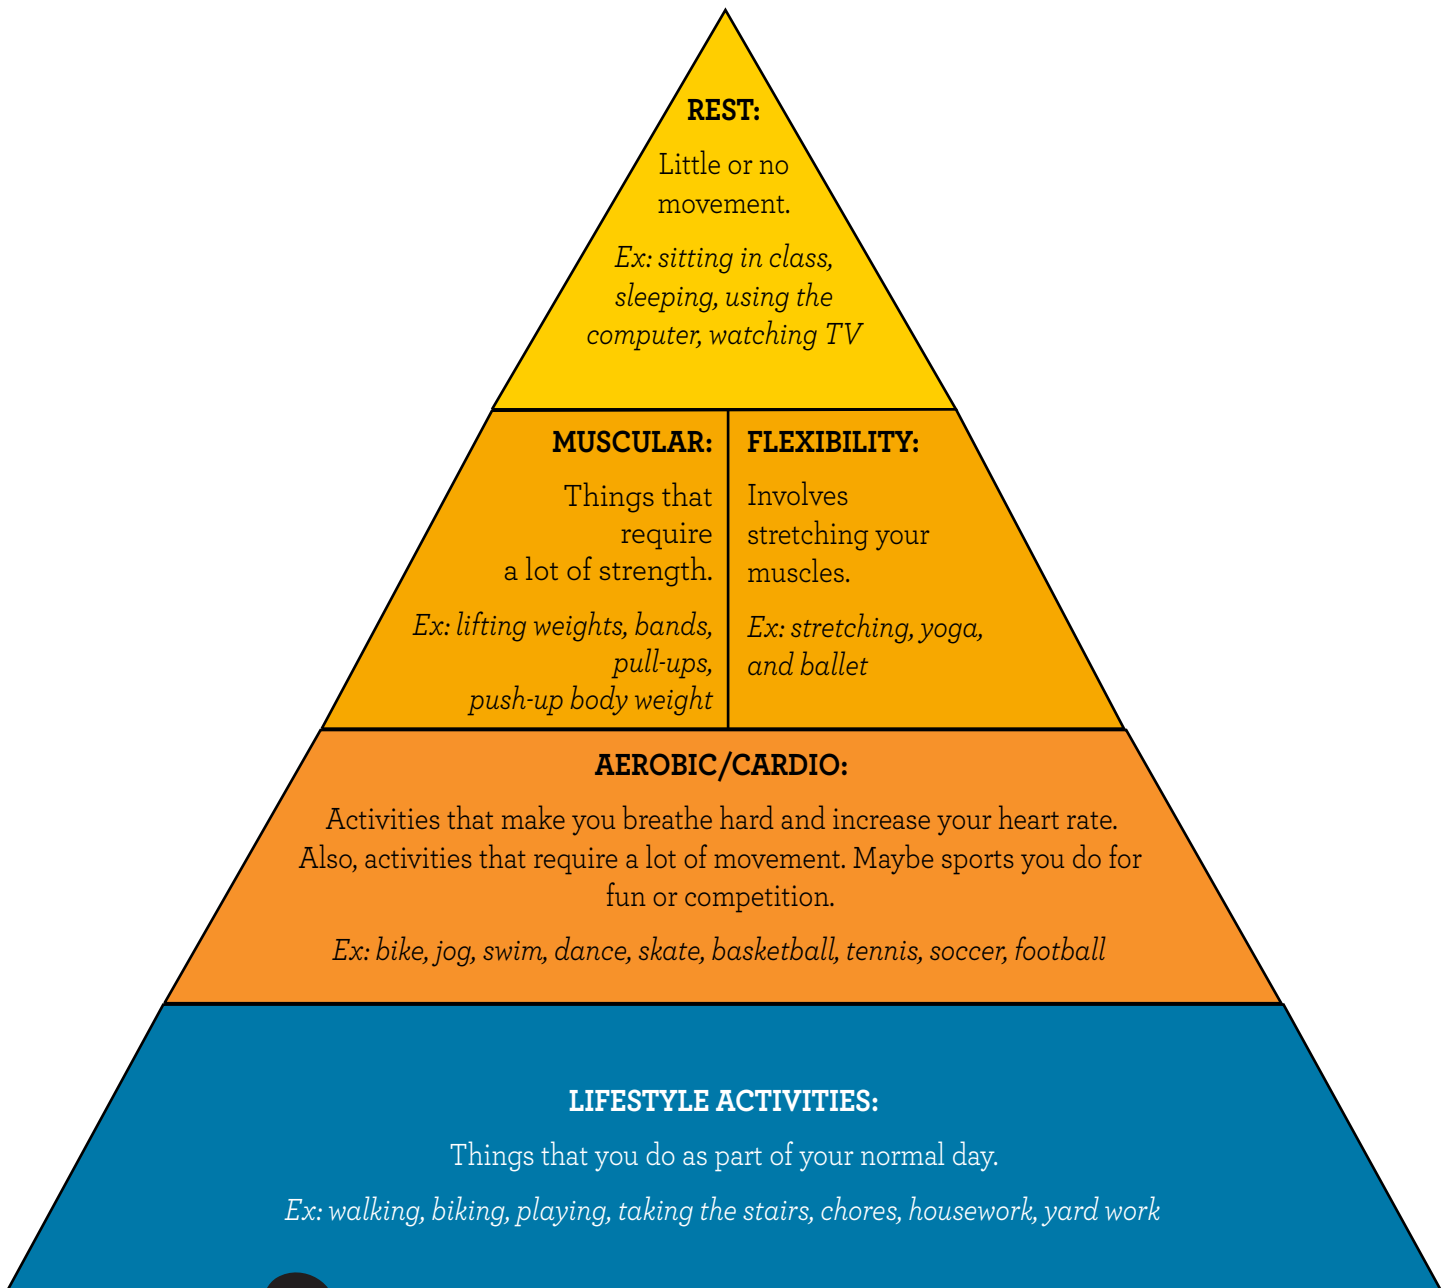 REST:
Little or no
movement.
Ex: sitting in class,
sleeping, using the
computer, watching TV
MUSCULAR:
Things that
require
a lot of strength.
Ex: lifting weights, bands,
pull-ups,
push-up body weight
FLEXIBILITY:
Involves
stretching your
muscles.
Ex: stretching, yoga,
and ballet
AEROBIC/CARDIO:
Activities that make you breathe hard and increase your heart rate.
Also, activities that require a lot of movement. Maybe sports you do for
fun or competition.
Ex: bike, jog, swim, dance, skate, basketball, tennis, soccer, football
LIFESTYLE ACTIVITIES:
Things that you do as part of your normal day.
Ex: walking, biking, playing, taking the stairs, chores, housework, yard work